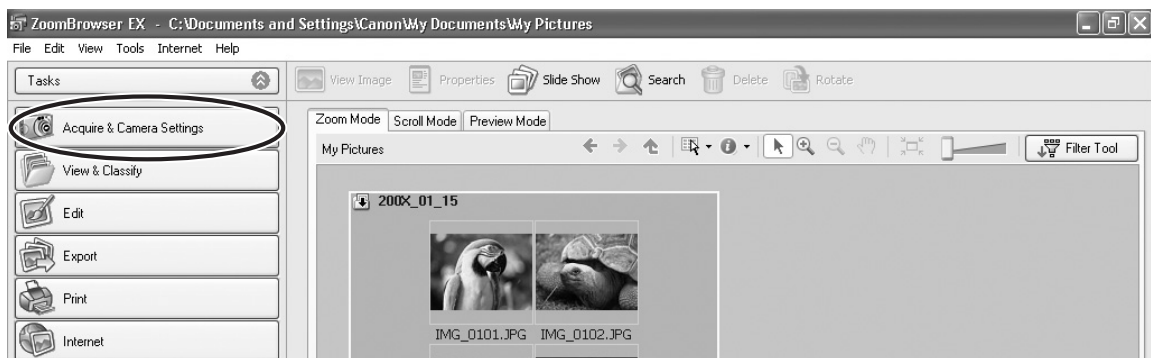 ZoomBrowser EX - C:\Documents and Settings\Canon\My Documents\My Pictures
File Edit View Tools Internet Help
Tasks
View Image Properties Slide Show Search Delete Rotate
Acquire & Camera Settings
View & Classify
Edit
Export
Print
Internet
Zoom Mode Scroll Mode Preview Mode
My Pictures
Filter Tool
200X_01_15
IMG_0101.JPG IMG_0102.JPG